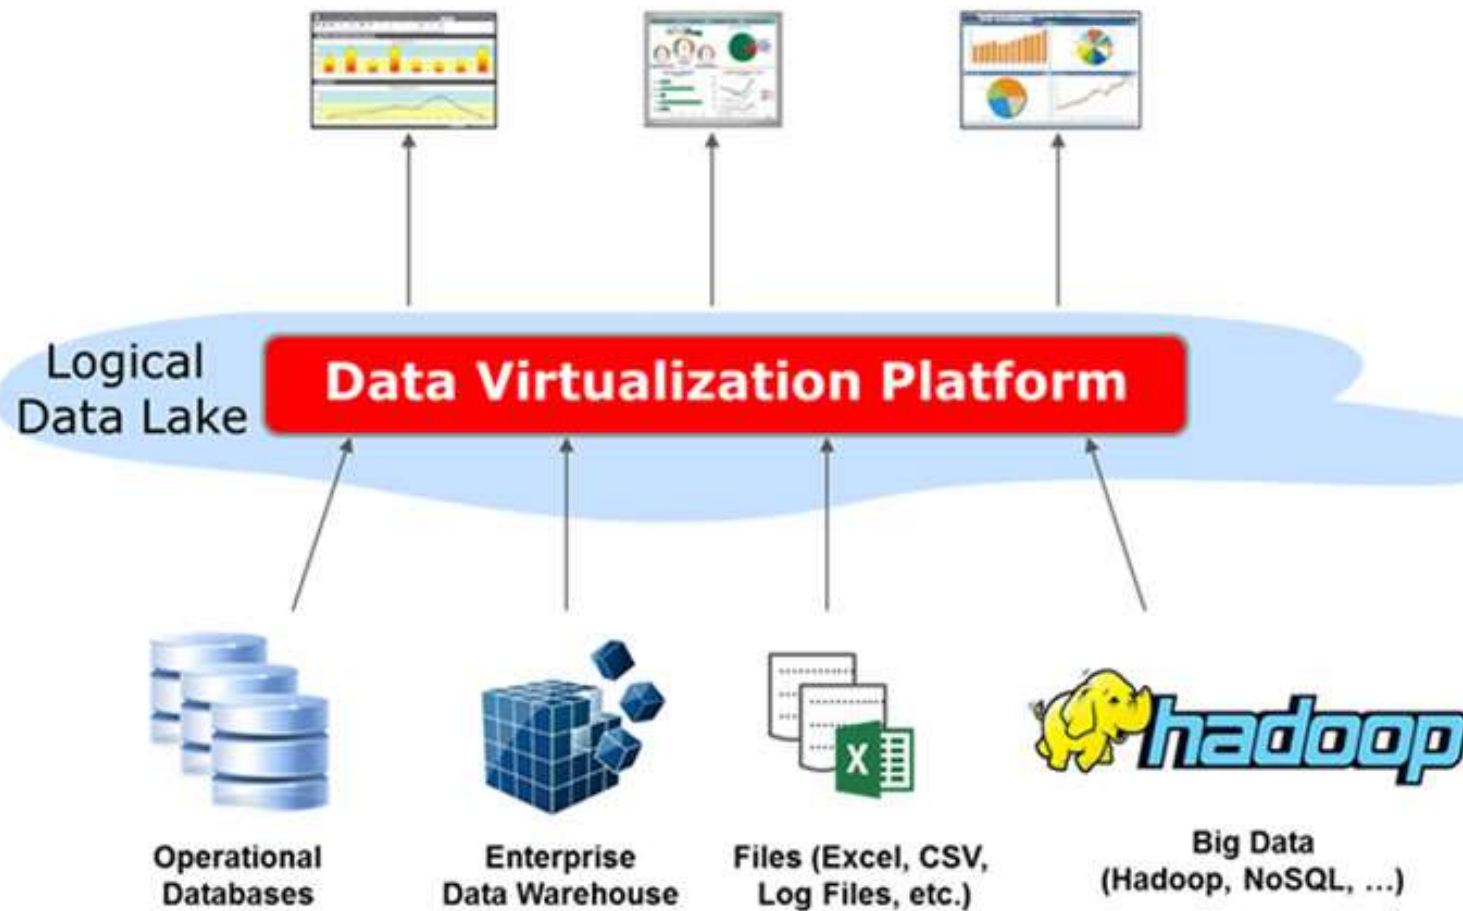 Logical
Data Lake
Data Virtualization Platform
X
hadoop
Operational
Databases
Enterprise
Data Warehouse
Files (Excel, CSV,
Log Files, etc.)
Big Data
(Hadoop, NoSQL, ...)